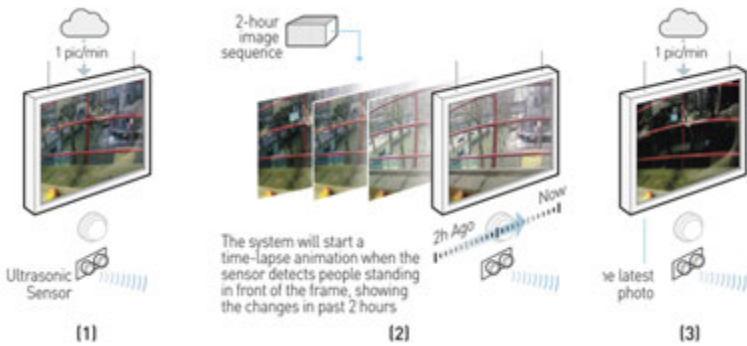 1 pic/min
Ultrasonic
Sensor
(1)
2-hour
image
sequence
2h Ago
Now
The system will start a
time-lapse animation when the
sensor detects people standing
in front of the frame, showing
the changes in past 2 hours
(2)
1 pic/min
latest
photo
(3)